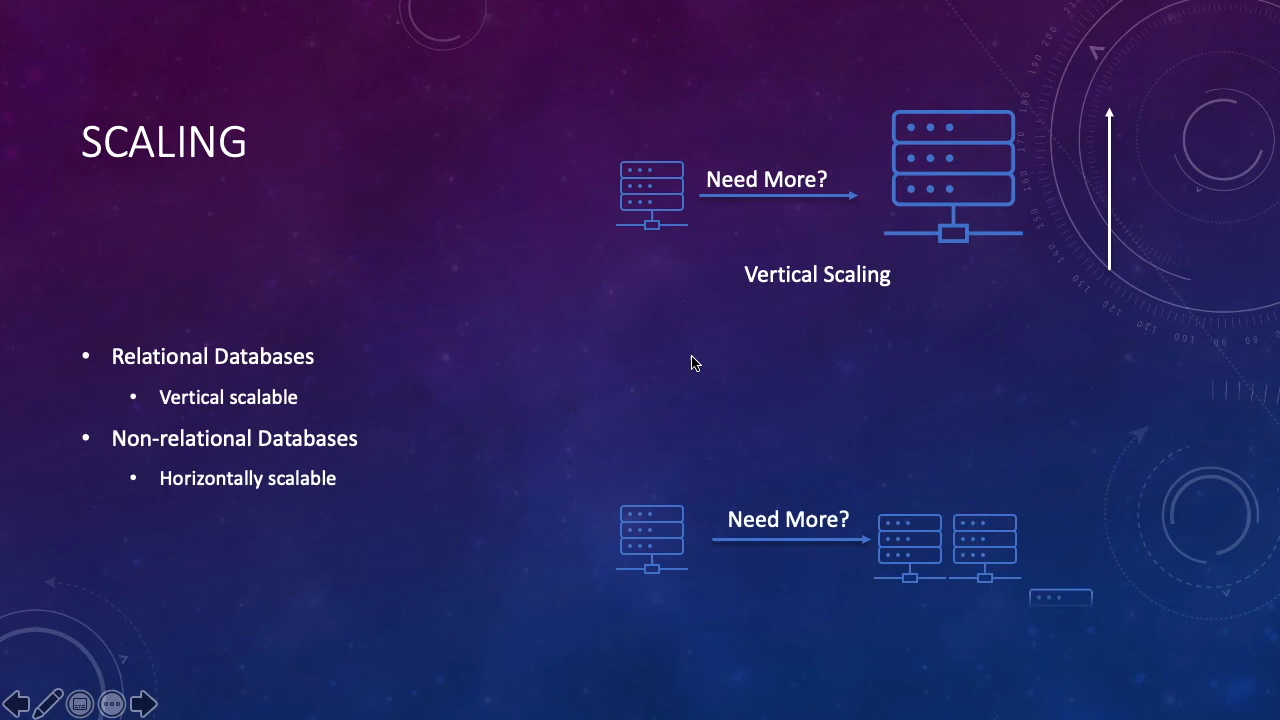 SCALING
Need More?
Vertical Scaling
• Relational Databases
• Vertical scalable
• Non-relational Databases
• Horizontally scalable
Need More?